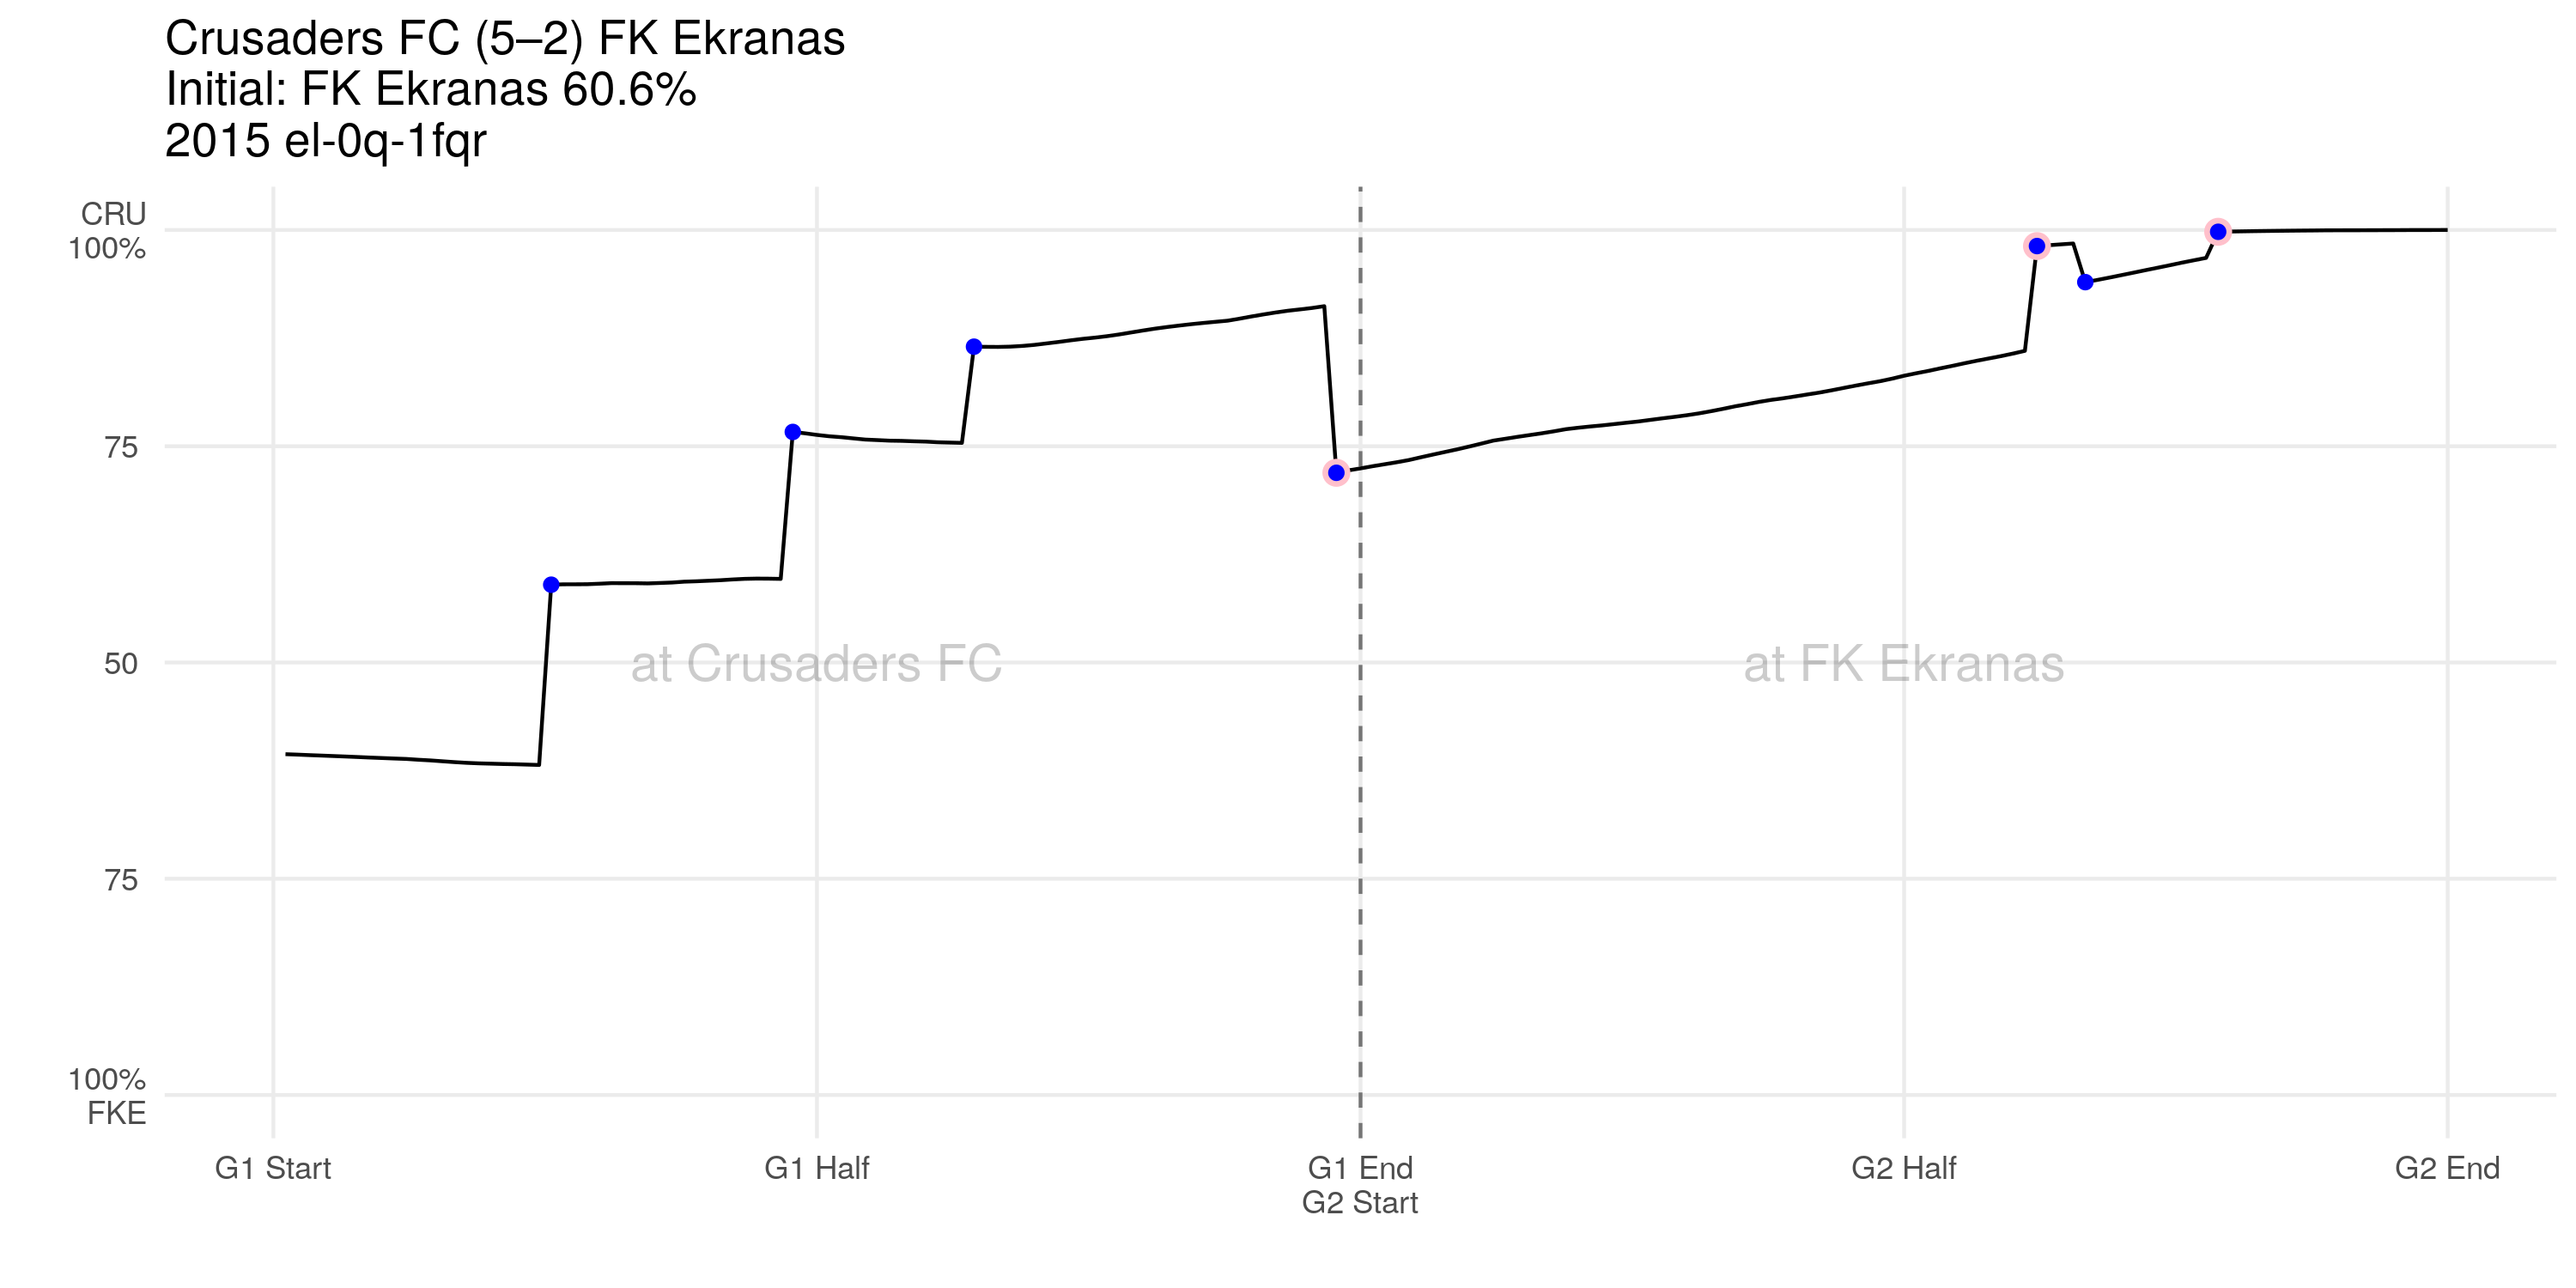 Crusaders FC (5–2) FK Ekranas
Initial: FK Ekranas 60.6%
2015 el-0q-1fqr
CRU
100%
75
50
75
100%
FKE
at Crusaders FC
at FK Ekranas
G1 Start
G1 Half
G1 End
G2 Start
G2 Half
G2 End